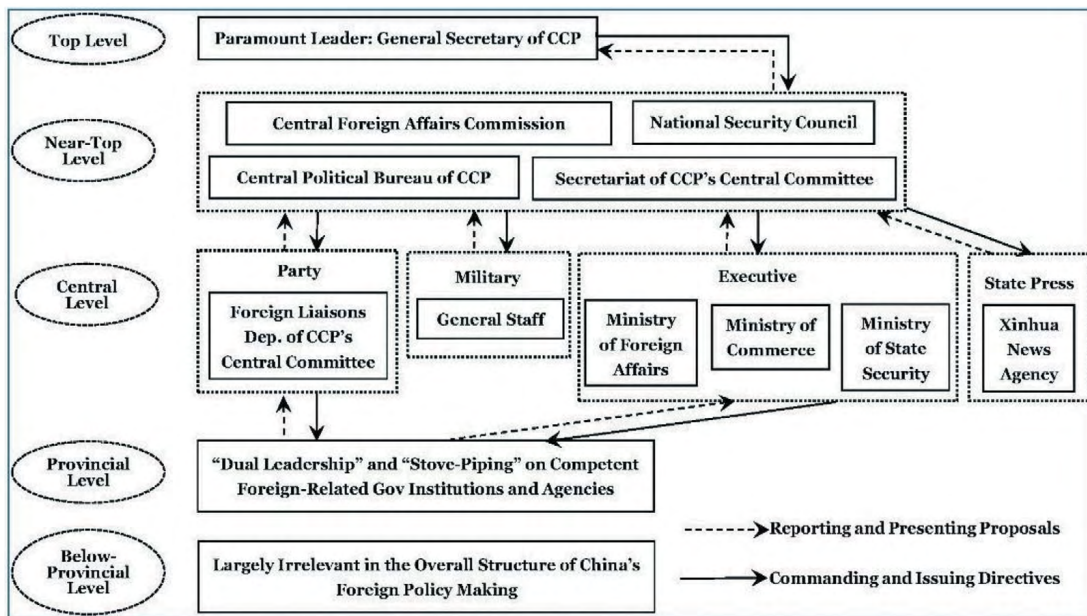 Top Level
Paramount Leader: General Secretary of CCP
Near-Top
Level
Central Foreign Affairs Commission
National Security Council
Central Political Bureau of CCP
Secretariat of CCP's Central Committee
Central
Level
Party
Foreign Liaisons
Dep. of CCP's
Central Committee
Military
General Staff
Executive
Ministry
of Foreign
Affairs
Ministry of
Commerce
Ministry
of State
Security
State Press
Xinhua
News
Agency
Provincial
Level
“Dual Leadership” and “Stove-Piping” on Competent
Foreign-Related Gov Institutions and Agencies
Reporting and Presenting Proposals
Below-
Provincial
Level
Largely Irrelevant in the Overall Structure of China's
Foreign Policy Making
Commanding and Issuing Directives